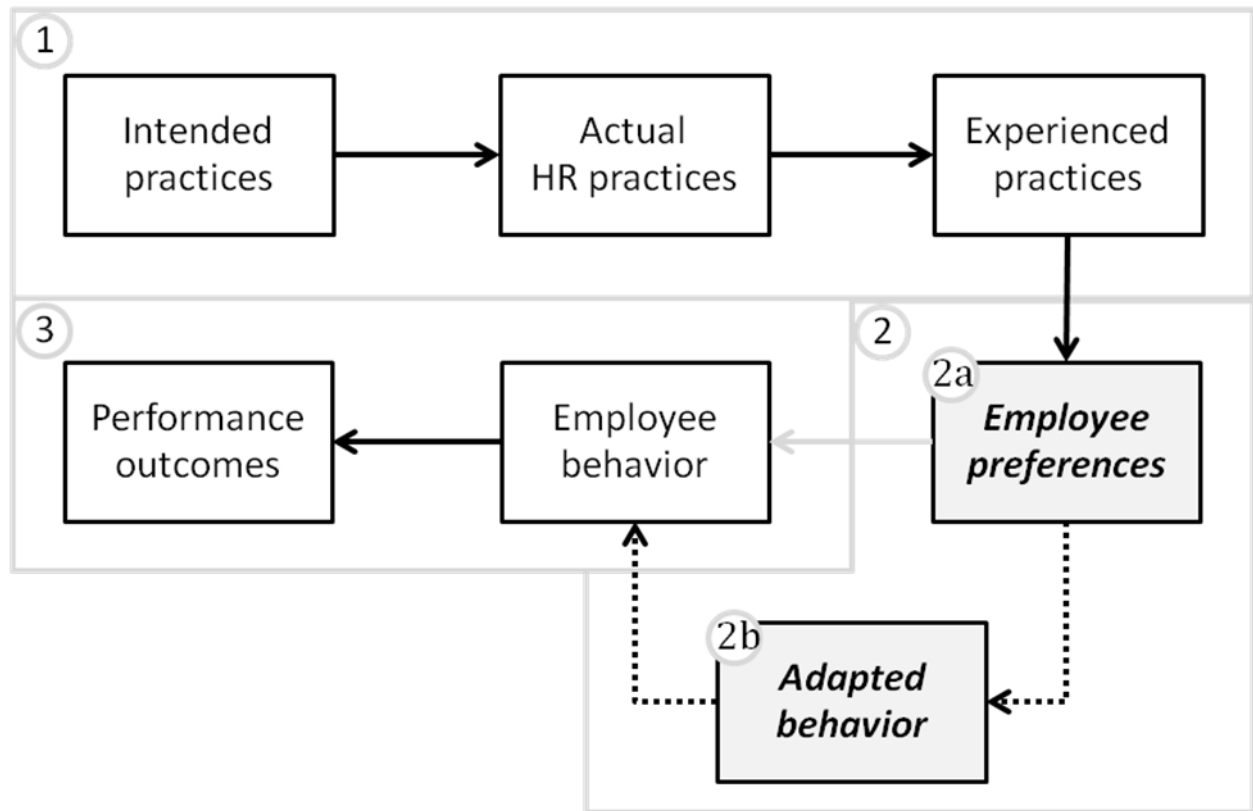 1
Intended
practices
Actual
HR practices
Experienced
practices
3
Performance
outcomes
Employee
behavior
2
2a
Employee
preferences
2b
Adapted
behavior